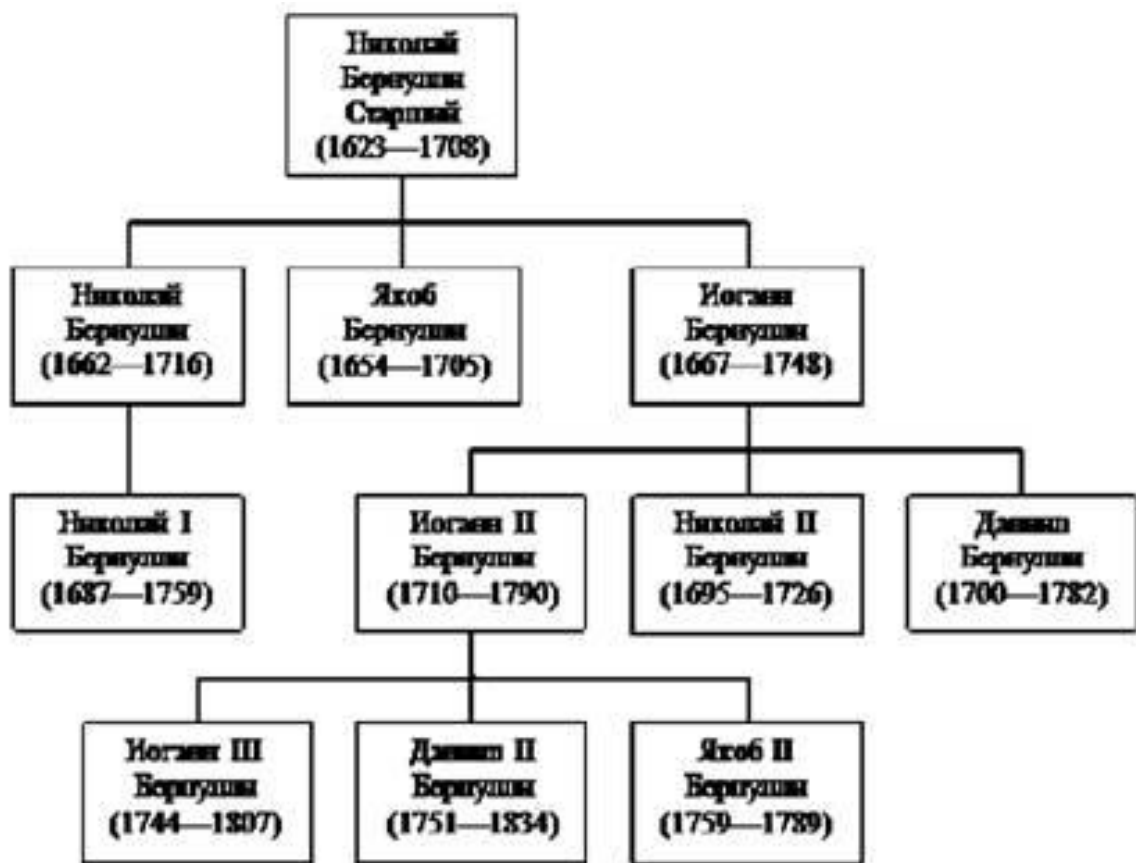 Николай
Бернулли
Старший
(1623—1708)
Николай
Бернулли
(1662—1716)
Якоб
Бернулли
(1654—1705)
Иоганн
Бернулли
(1667—1748)
Николай I
Бернулли
(1687—1759)
Иоганн II
Бернулли
(1710—1790)
Николай II
Бернулли
(1695—1726)
Даниил
Бернулли
(1700—1782)
Иоганн III
Бернулли
(1744—1807)
Даниил II
Бернулли
(1751—1834)
Якоб II
Бернулли
(1759—1789)